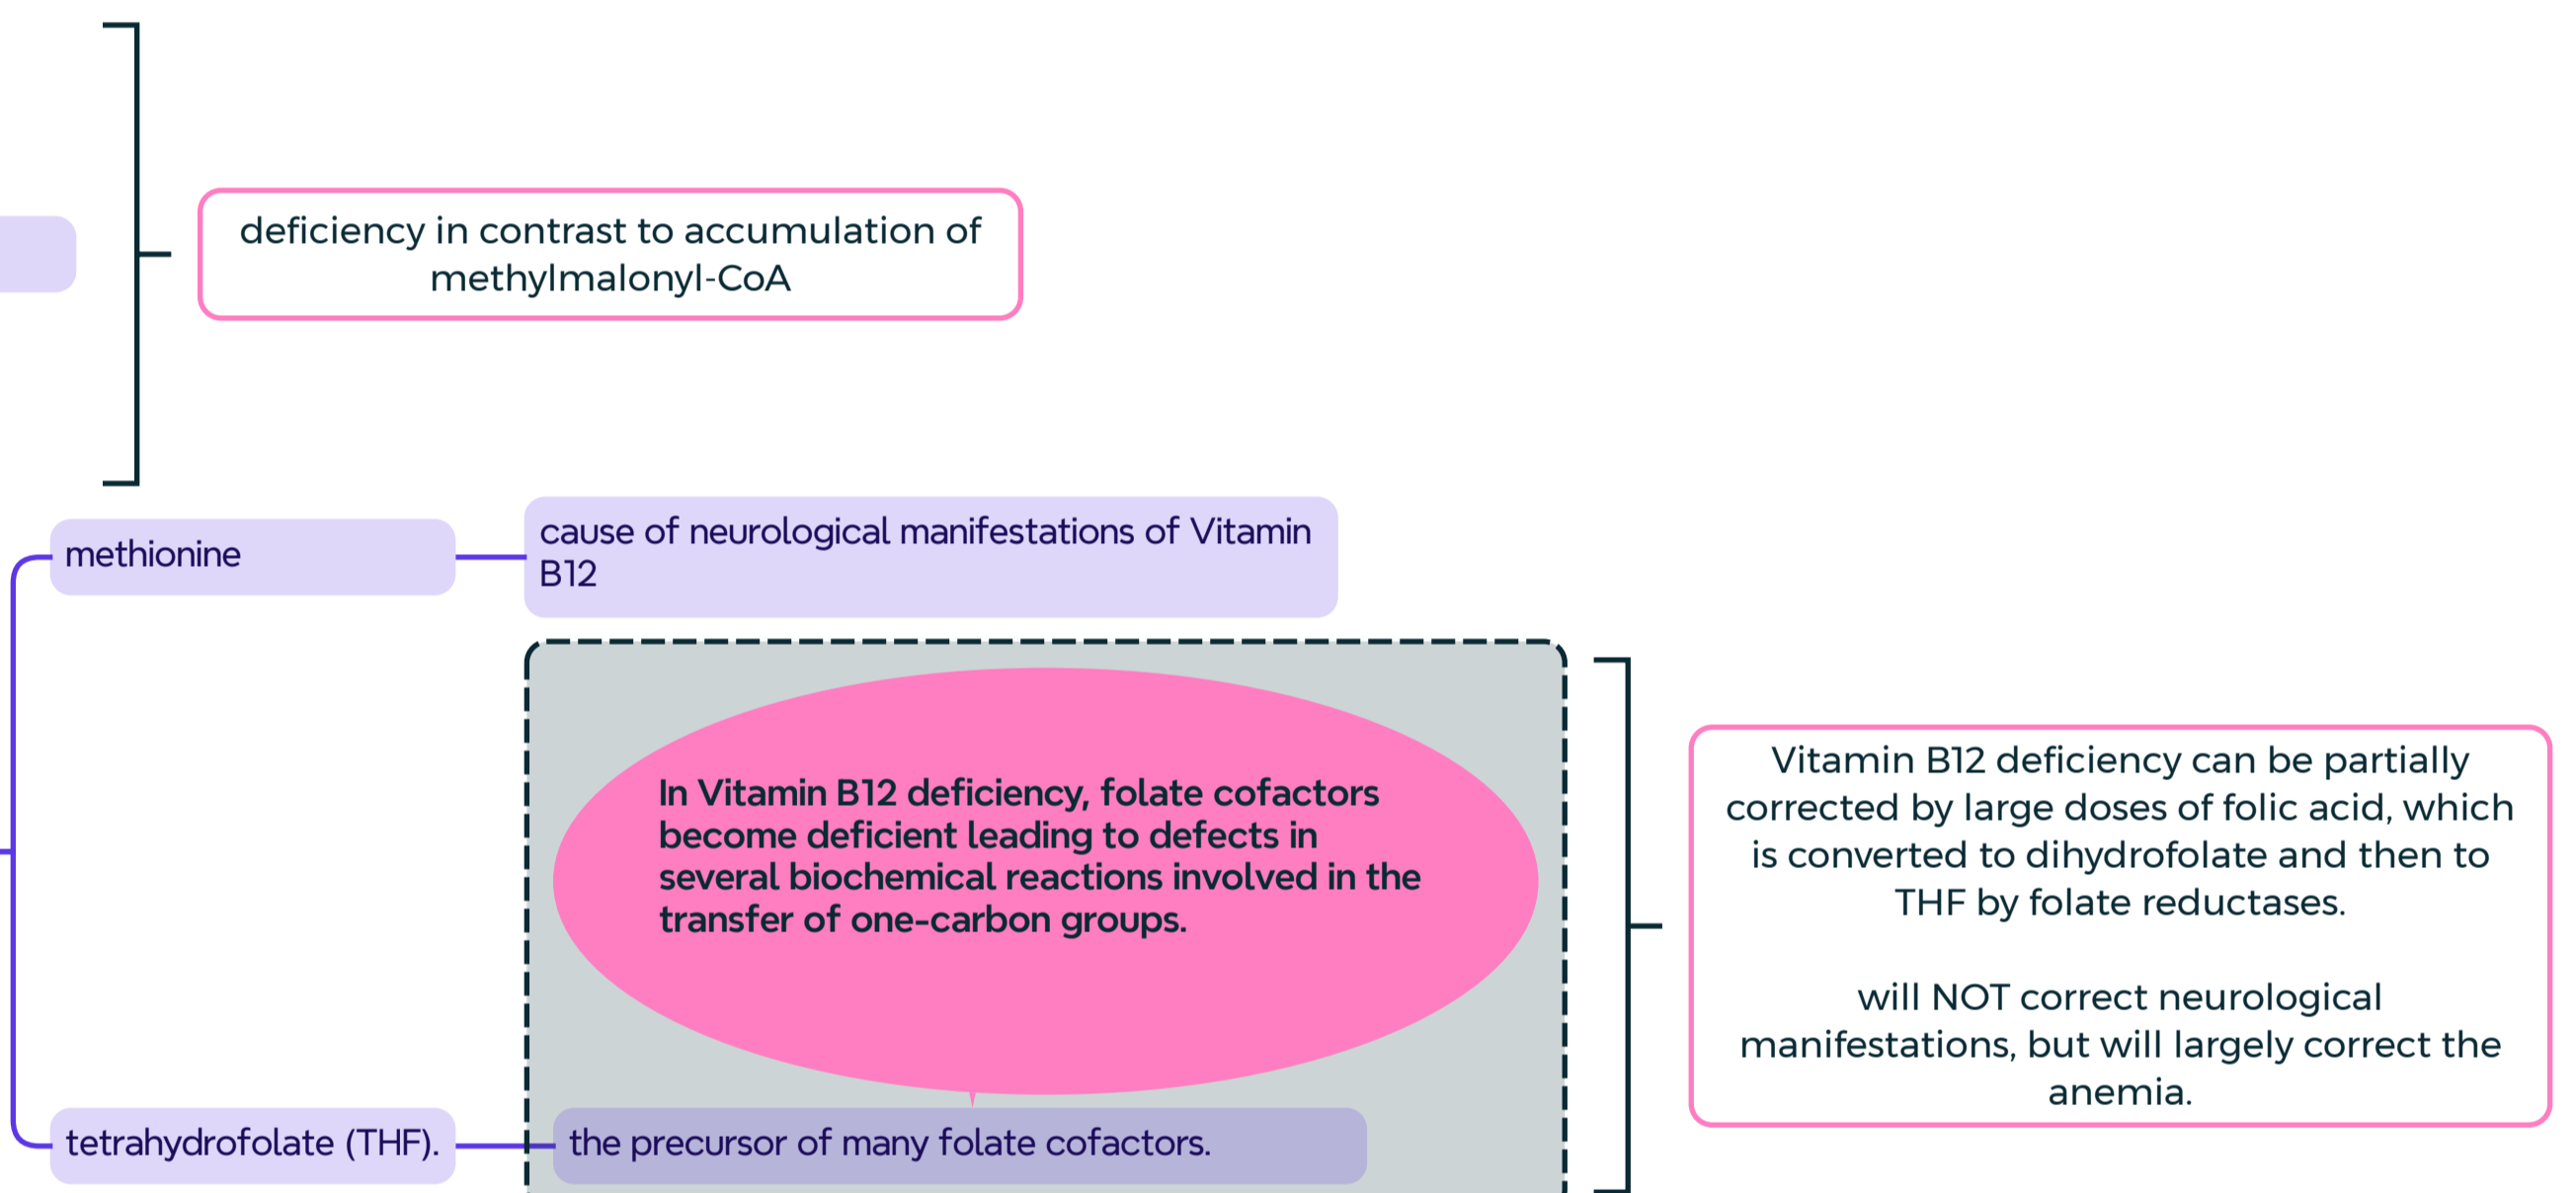 deficiency in contrast to accumulation of
methylmalonyl-CoA
methionine
cause of neurological manifestations of Vitamin
B12
In Vitamin B12 deficiency, folate cofactors
become deficient leading to defects in
several biochemical reactions involved in the
transfer of one-carbon groups.
Vitamin B12 deficiency can be partially
corrected by large doses of folic acid, which
is converted to dihydrofolate and then to
THF by folate reductases.
will NOT correct neurological
manifestations, but will largely correct the
anemia.
tetrahydrofolate (THF).
the precursor of many folate cofactors.